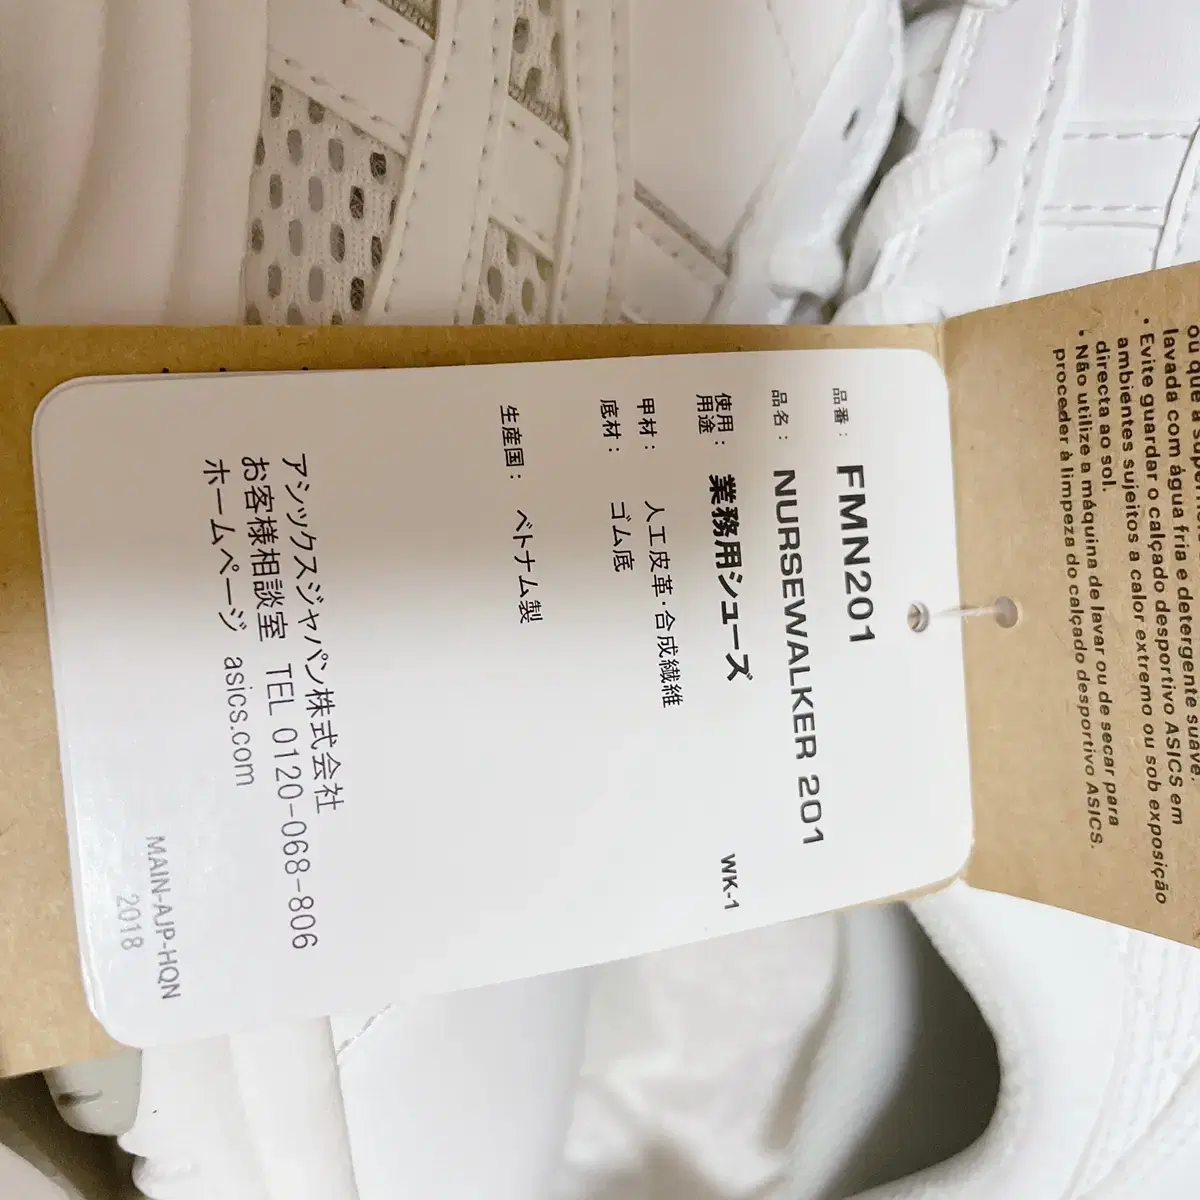 品番： FMN201
品名： NURSEWALKER 201
使用用途： 業務用シューズ WK-1
甲材： 人工皮革・合成繊維
底材： ゴム底
生産国： ベトナム製
アシックスジャパン株式会社
お客様相談室 TEL 0120-068-806
ホームページ asics.com
MAIN-AJP-HQN
2018
lavada com água fria e detergente suave.
• Evite guardar o calçado desportivo ASICS em
ambientes sujeitos a calor extremo ou sob exposição
directa ao sol.
• Não utilize a máquina de lavar ou de secar para
proceder à limpeza do calçado desportivo ASICS.